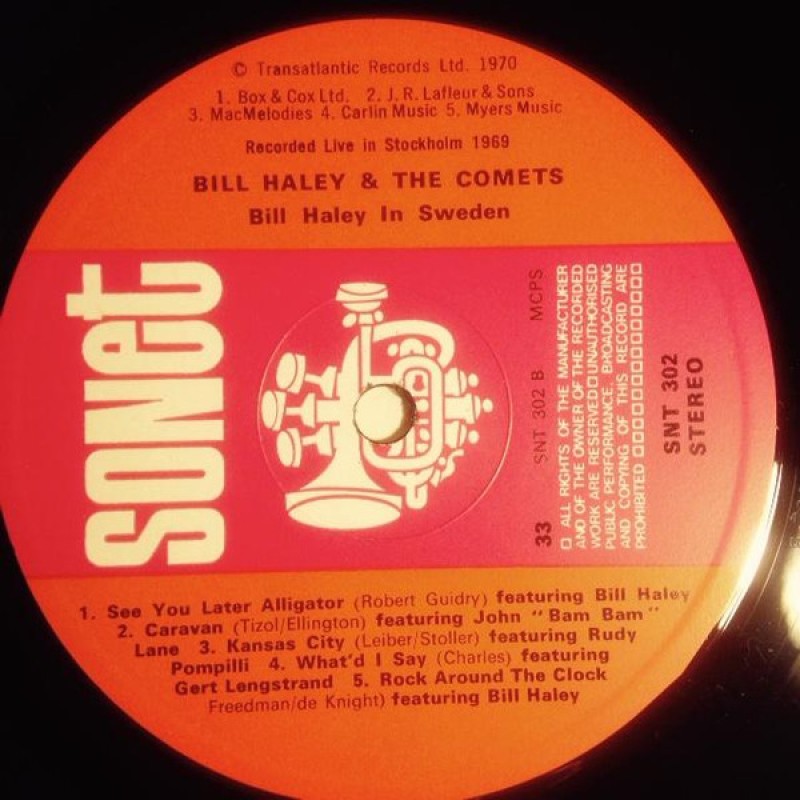 © Transatlantic Records Ltd. 1970
1. Box & Cox Ltd. 2. J.R. Lafleur & Sons
3. MacMelodies 4. Carlin Music 5. Myers Music
Recorded Live in Stockholm 1969
BILL HALEY & THE COMETS
Bill Haley In Sweden
sonet
33
SNT 302 B MCPS
□ ALL RIGHTS OF THE MANUFACTURER
AND OF THE OWNER OF THE RECORDED
WORK ARE RESERVED □ UNAUTHORISED
PUBLIC PERFORMANCE, BROADCASTING
AND COPYING OF THIS RECORD ARE
PROHIBITED □□□□□□□□□□□□□□
SNT 302
STEREO
1. See You Later Alligator (Robert Guidry) featuring Bill Haley
2. Caravan (Tizol/Ellington) featuring John "Bam Bam"
Lane 3. Kansas City (Leiber/Stoller) featuring Rudy
Pompilli 4. What'd I Say (Charles) featuring
Gert Lengstrand 5. Rock Around The Clock
Freedman/de Knight) featuring Bill Haley